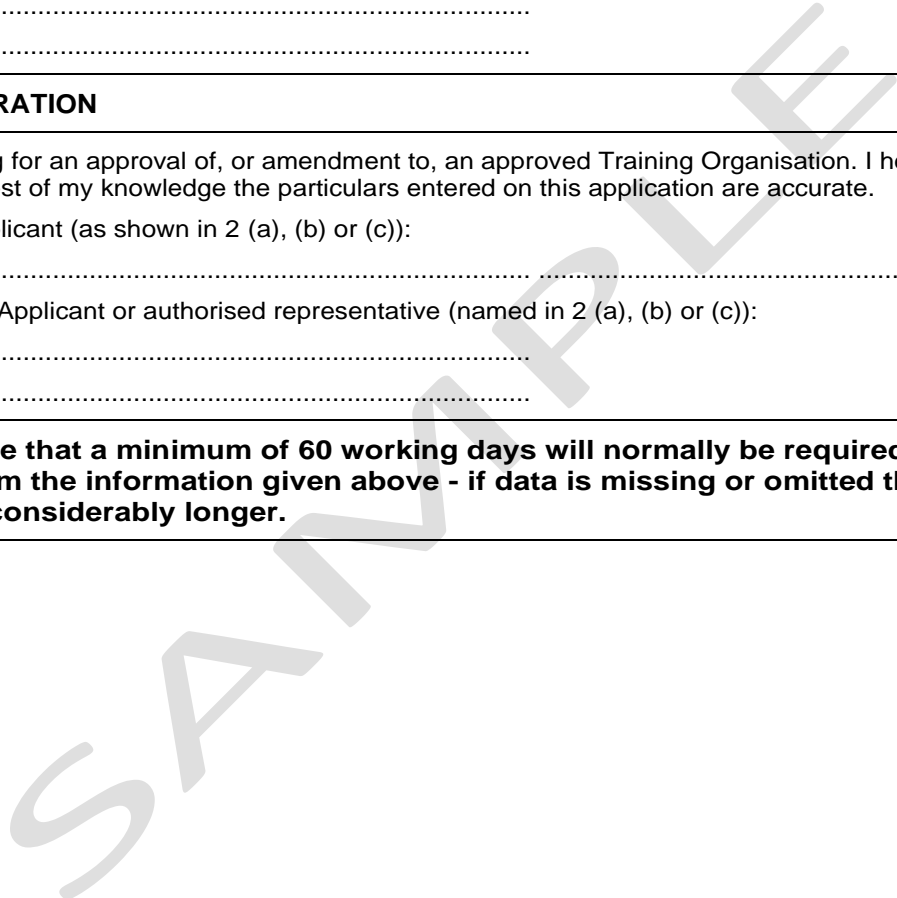 ................................................................
................................................................
RATION
g for an approval of, or amendment to, an approved Training Organisation. I he
st of my knowledge the particulars entered on this application are accurate.
licant (as shown in 2 (a), (b) or (c)):
................................................................ ................................................
Applicant or authorised representative (named in 2 (a), (b) or (c)):
................................................................
................................................................
e that a minimum of 60 working days will normally be required
m the information given above - if data is missing or omitted th
considerably longer.
SAMPLE